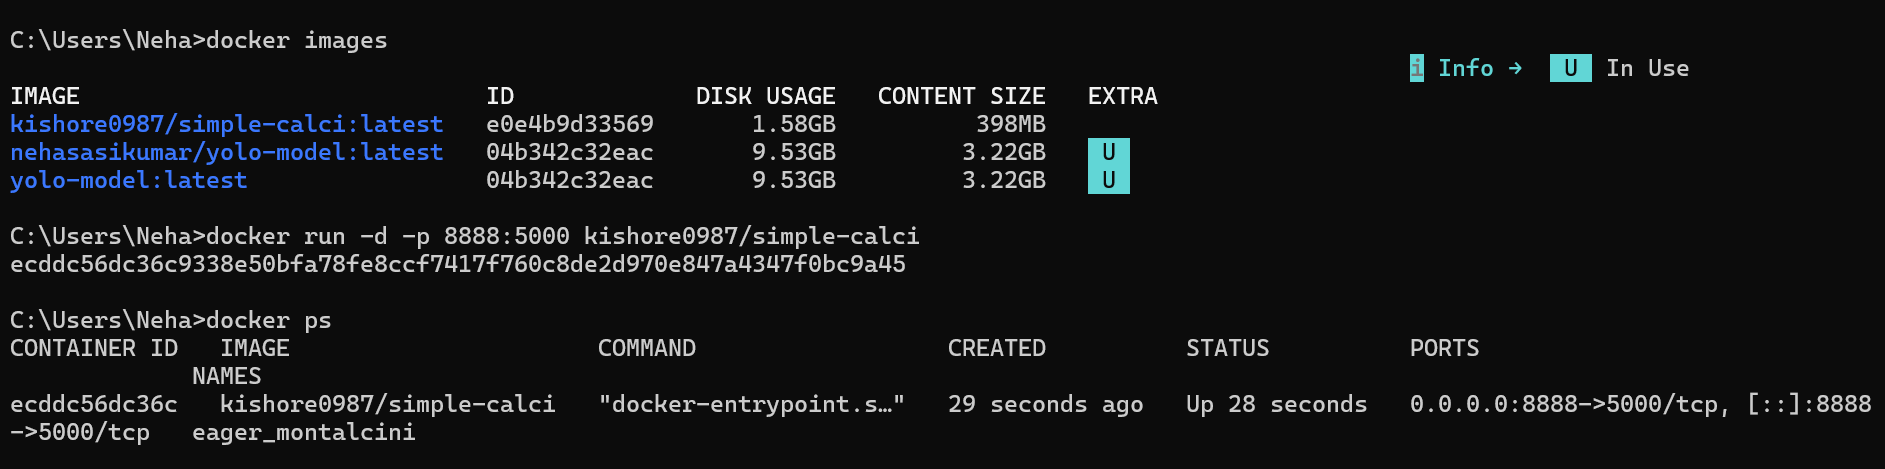 C:\Users\Neha>docker images
i Info → U In Use
IMAGE ID DISK USAGE CONTENT SIZE EXTRA
kishore0987/simple-calci:latest e0e4b9d33569 1.58GB 398MB
nehasasikumar/yolo-model:latest 04b342c32eac 9.53GB 3.22GB U
yolo-model:latest 04b342c32eac 9.53GB 3.22GB U
C:\Users\Neha>docker run -d -p 8888:5000 kishore0987/simple-calci
ecddc56dc36c9338e50bfa78fe8ccf7417f760c8de2d970e847a4347f0bc9a45
C:\Users\Neha>docker ps
CONTAINER ID IMAGE COMMAND CREATED STATUS PORTS
NAMES
ecddc56dc36c kishore0987/simple-calci "docker-entrypoint.s…" 29 seconds ago Up 28 seconds 0.0.0.0:8888->5000/tcp, [::]:8888
->5000/tcp eager_montalcini